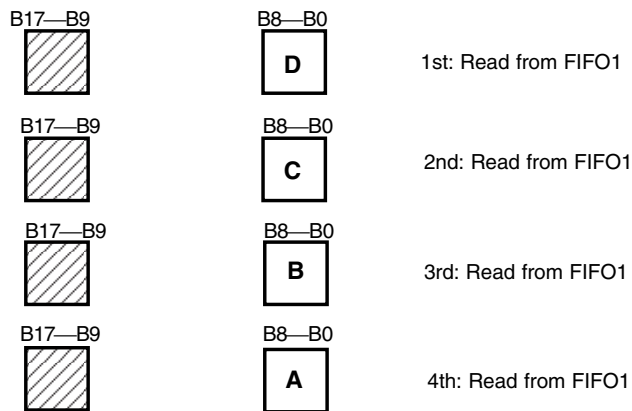 B17—B9 B8—B0
D 1st: Read from FIFO1
B17—B9 B8—B0
C 2nd: Read from FIFO1
B17—B9 B8—B0
B 3rd: Read from FIFO1
B17—B9 B8—B0
A 4th: Read from FIFO1